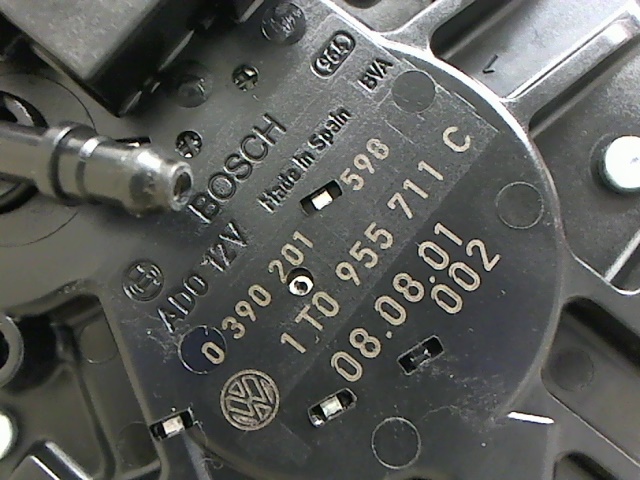 BVA
BOSCH
Made in Spain
ADO 12V
0 390 201 598
1T0 955 711 C
08.08.01
002